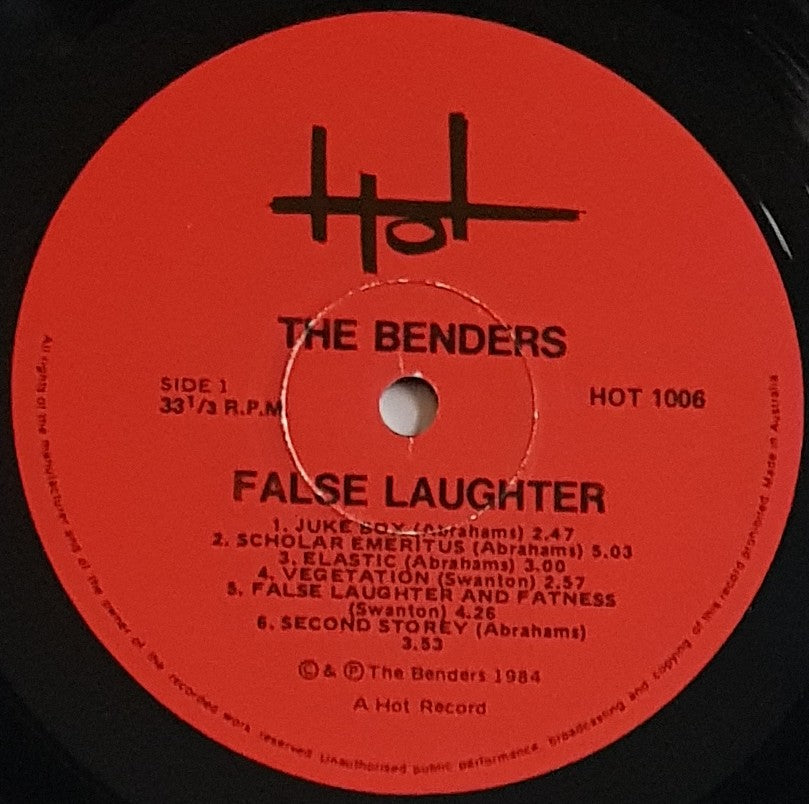 Hot
THE BENDERS
SIDE 1
33 1/3 R.P.M
HOT 1006
FALSE LAUGHTER
1. JUKE BOX (Abrahams) 2.47
2. SCHOLAR EMERITUS (Abrahams) 5.03
3. ELASTIC (Abrahams) 3.00
4. VEGETATION (Swanton) 2.57
5. FALSE LAUGHTER AND FATNESS
(Swanton) 4.26
6. SECOND STOREY (Abrahams)
3.53
© & ℗ The Benders 1984
A Hot Record
All rights of the manufacturer and of the owner of the recorded work reserved Unauthorised public performance broadcasting and copying of this record prohibited Made in Australia